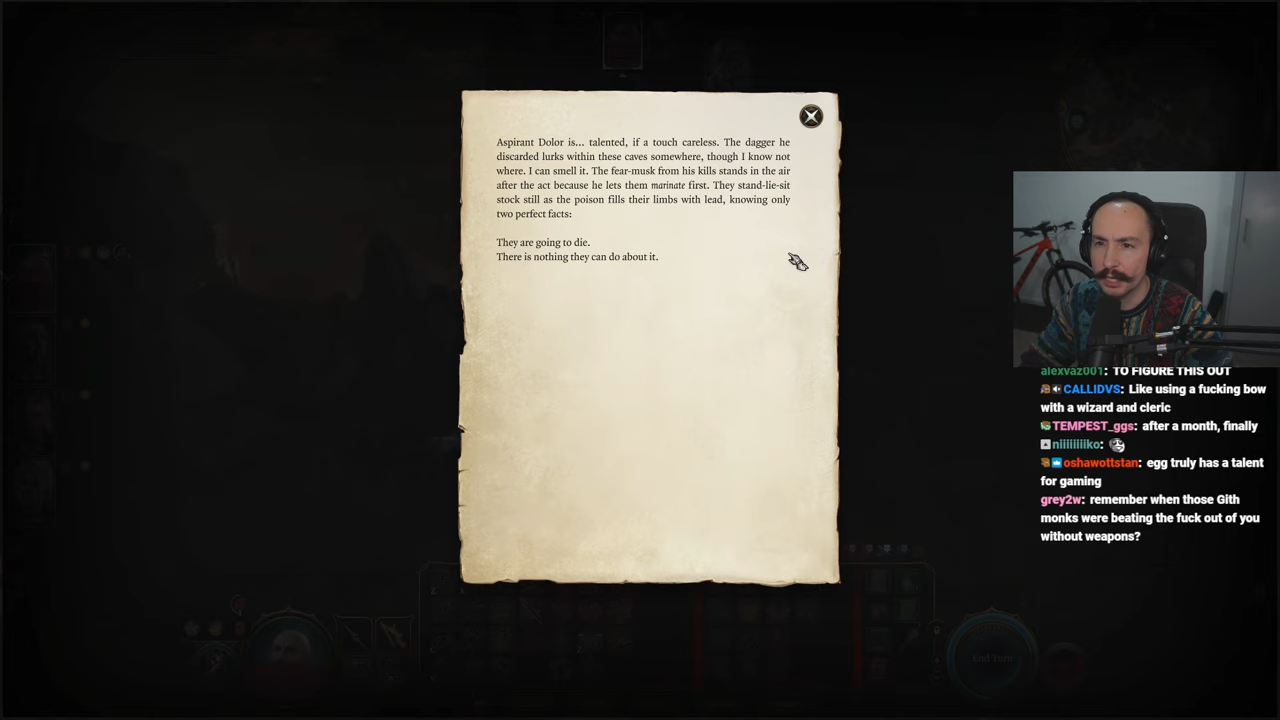 Aspirant Dolor is... talented, if a touch careless. The dagger he
discarded lurks within these caves somewhere, though I know not
where. I can smell it. The fear-musk from his kills stands in the air
after the act because he lets them marinate first. They stand-lie-sit
stock still as the poison fills their limbs with lead, knowing only
two perfect facts:
They are going to die.
There is nothing they can do about it.
alexvaz001: TO FIGURE THIS OUT
CALLIDVS: Like using a fucking bow
with a wizard and cleric
TEMPEST_ggs: after a month, finally
niiiiiiiiko:
oshawottstan: egg truly has a talent
for gaming
grey2w: remember when those Gith
monks were beating the fuck out of you
without weapons?
End Turn